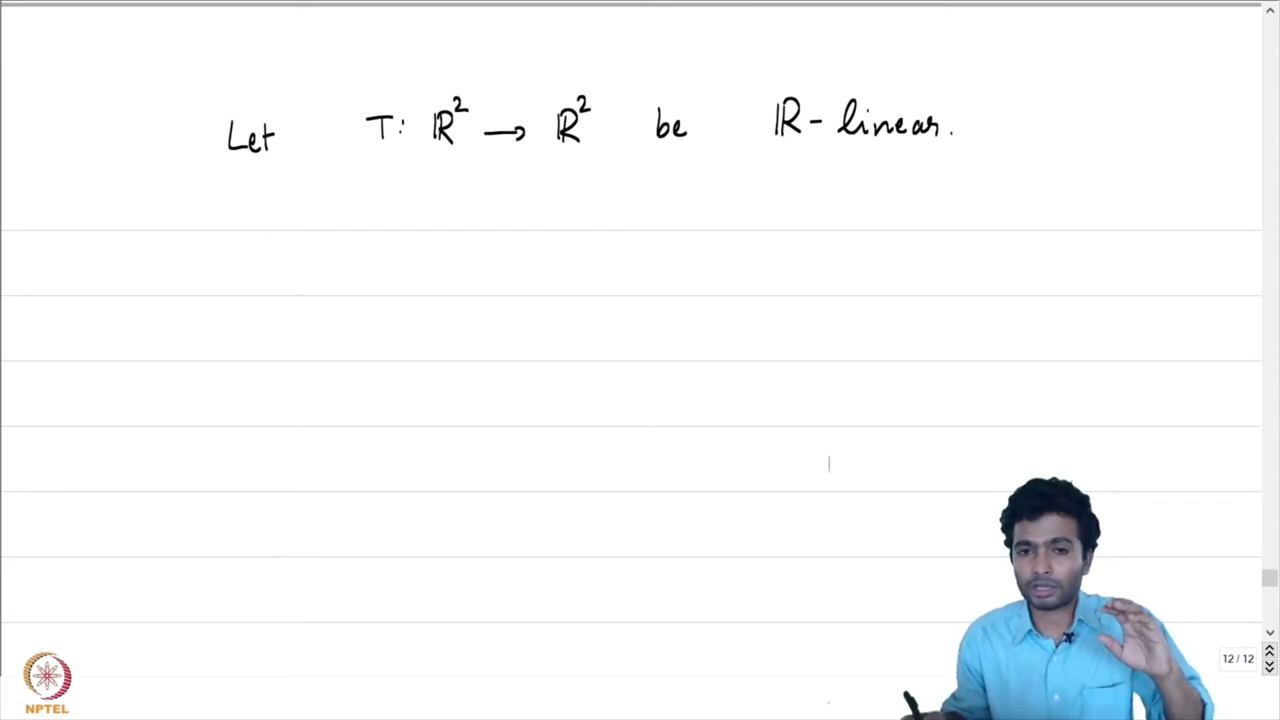 Let T: ℝ² → ℝ² be ℝ-linear.
12 / 12
NPTEL